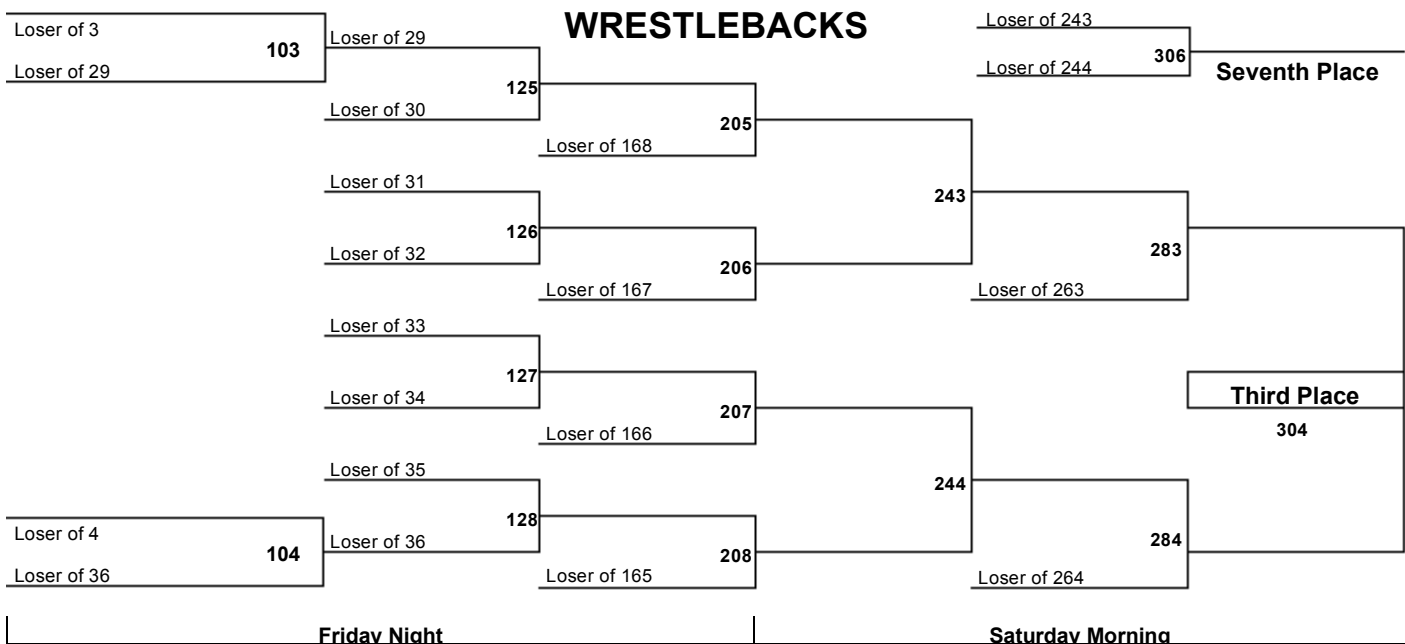 WRESTLEBACKS
Loser of 3
103
Loser of 29
Loser of 29
125
Loser of 30
205
Loser of 168
Loser of 31
126
Loser of 32
206
Loser of 167
243
Loser of 33
127
Loser of 34
207
Loser of 166
Loser of 35
128
Loser of 36
Loser of 4
104
Loser of 36
208
Loser of 165
244
Loser of 243
306
Loser of 244
Seventh Place
283
Loser of 263
Third Place
304
284
Loser of 264
Friday Night
Saturday Morning